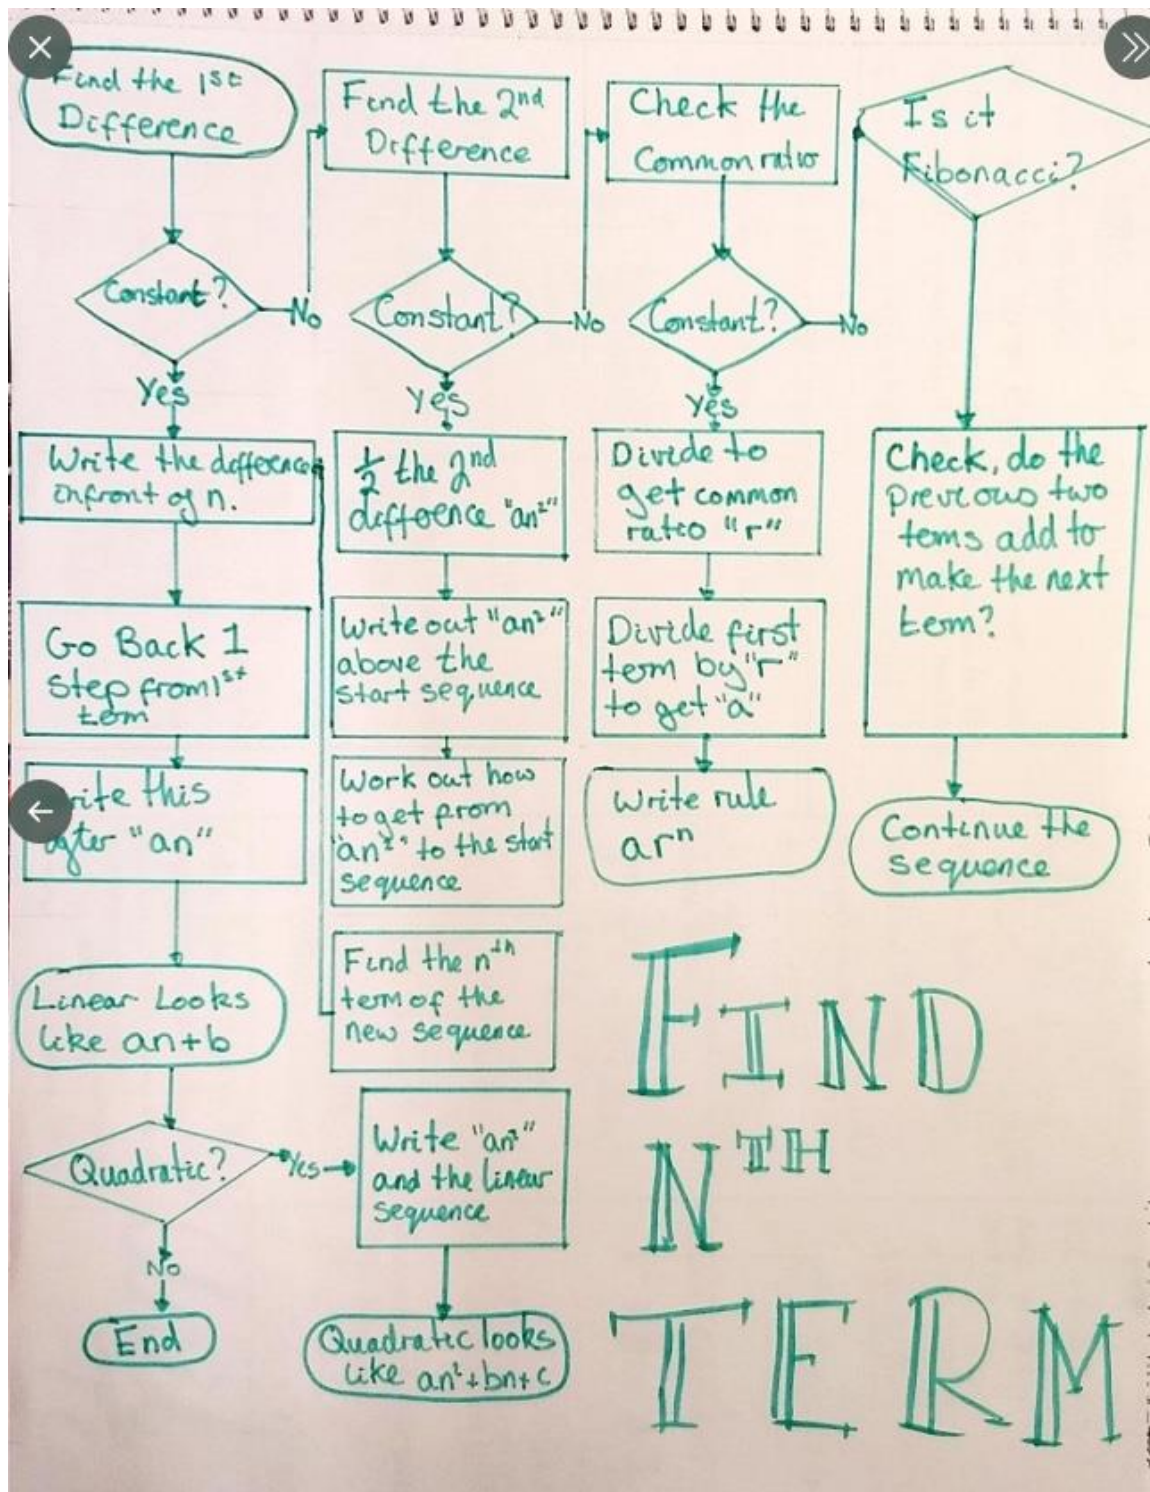 Find the 1st
Difference
Constant?
No
Yes
Write the difference
infront of n.
Go Back 1
step from 1st
term
Write this
after "an"
Linear Looks
like an+b
Quadratic?
Yes
No
End
Find the 2nd
Difference
Constant?
No
Yes
1/2 the 2nd
difference "an²"
Write out "an²"
above the
start sequence
Work out how
to get from
"an²" to the start
sequence
Find the nth
term of the
new sequence
Write "an²"
and the linear
sequence
Quadratic looks
like an²+bn+c
Check the
Common ratio
Constant?
No
Yes
Divide to
get common
ratio "r"
Divide first
term by "r"
to get "a"
Write rule
arⁿ
Is it
Fibonacci?
Check, do the
previous two
tems add to
make the next
term?
Continue the
sequence
FIND
NTH
TERM